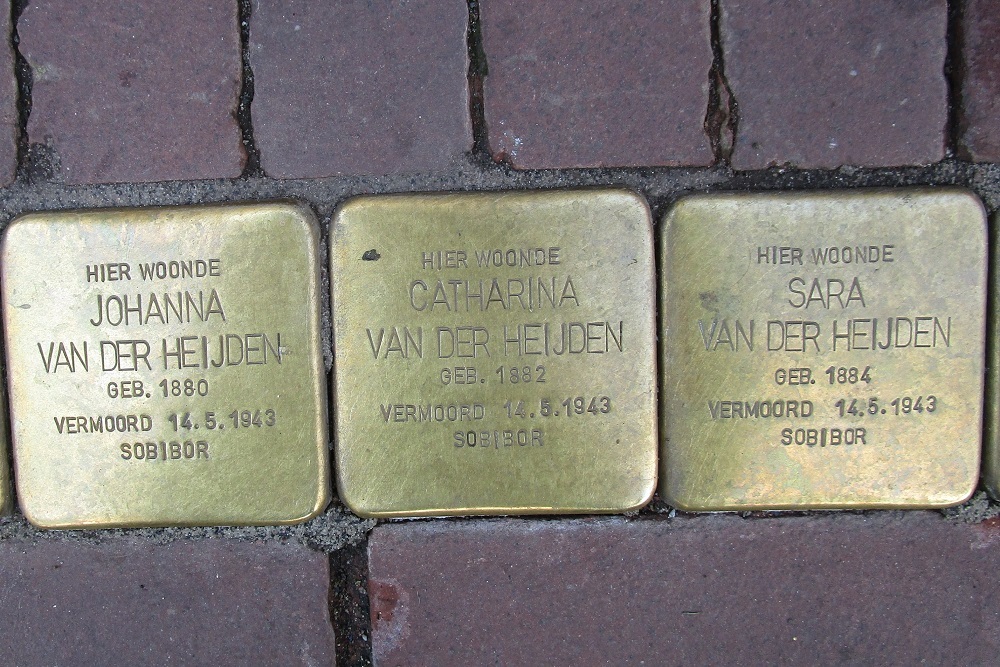 HIER WOONDE
JOHANNA
VAN DER HEIJDEN
GEB. 1880
VERMOORD 14.5.1943
SOBIBOR
HIER WOONDE
CATHARINA
VAN DER HEIJDEN
GEB. 1882
VERMOORD 14.5.1943
SOBIBOR
HIER WOONDE
SARA
VAN DER HEIJDEN
GEB. 1884
VERMOORD 14.5.1943
SOBIBOR